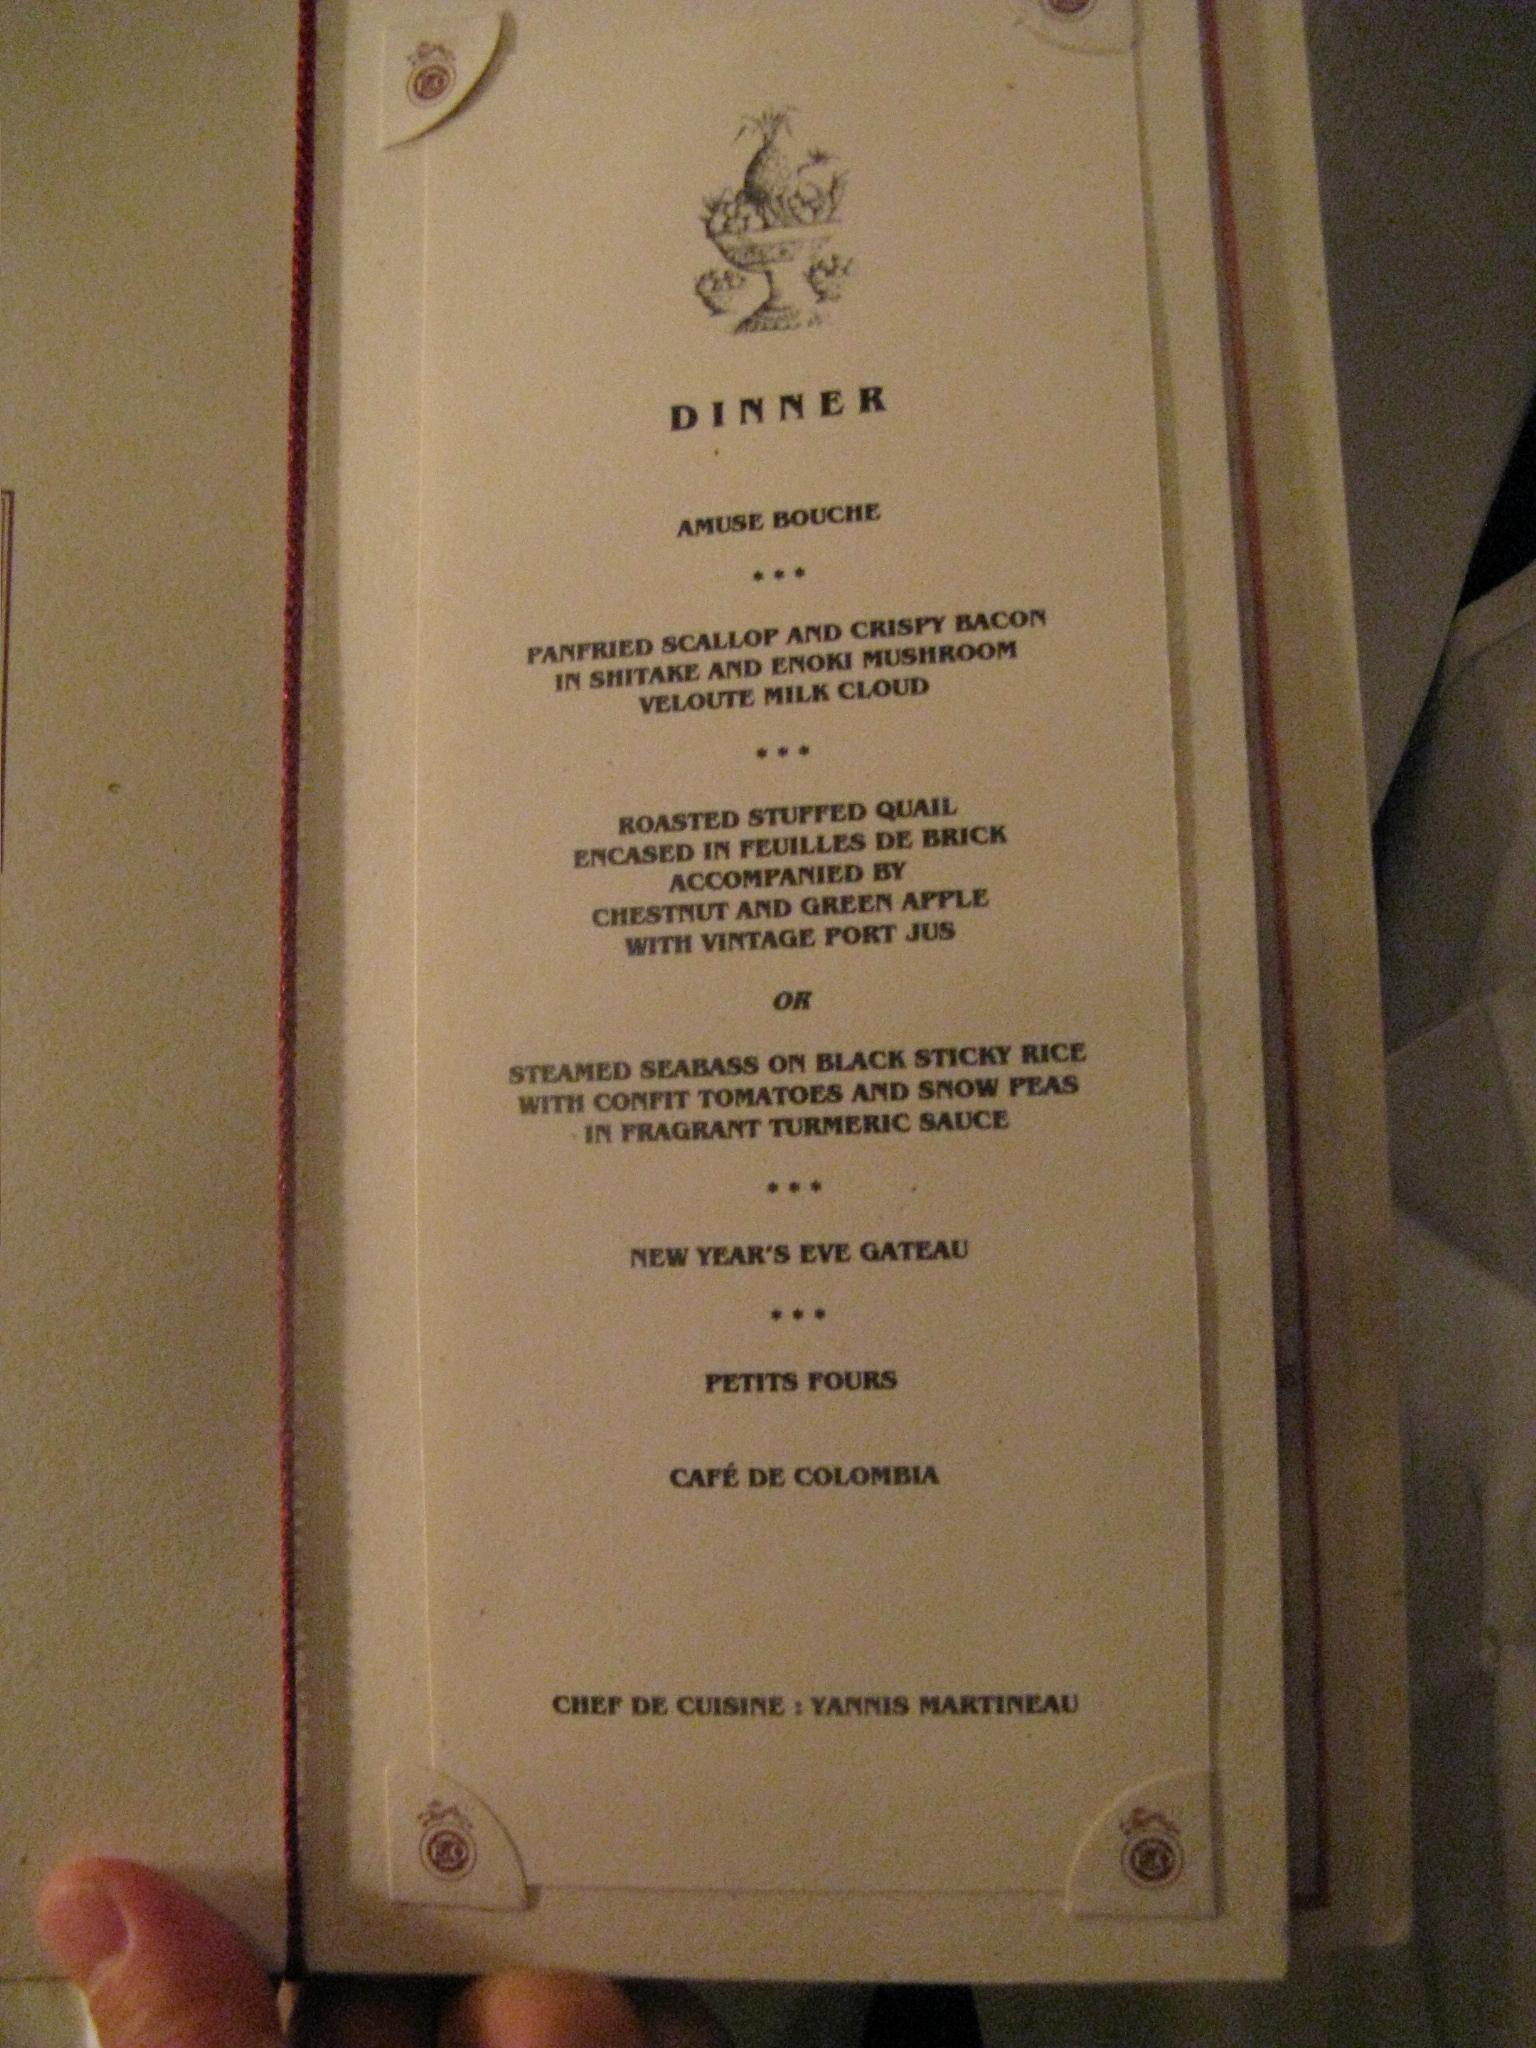 DINNER
AMUSE BOUCHE
***
PANFRIED SCALLOP AND CRISPY BACON
IN SHITAKE AND ENOKI MUSHROOM
VELOUTE MILK CLOUD
***
ROASTED STUFFED QUAIL
ENCASED IN FEUILLES DE BRICK
ACCOMPANIED BY
CHESTNUT AND GREEN APPLE
WITH VINTAGE PORT JUS
OR
STEAMED SEABASS ON BLACK STICKY RICE
WITH CONFIT TOMATOES AND SNOW PEAS
IN FRAGRANT TURMERIC SAUCE
***
NEW YEAR'S EVE GATEAU
***
PETITS FOURS
CAFÉ DE COLOMBIA
CHEF DE CUISINE : YANNIS MARTINEAU